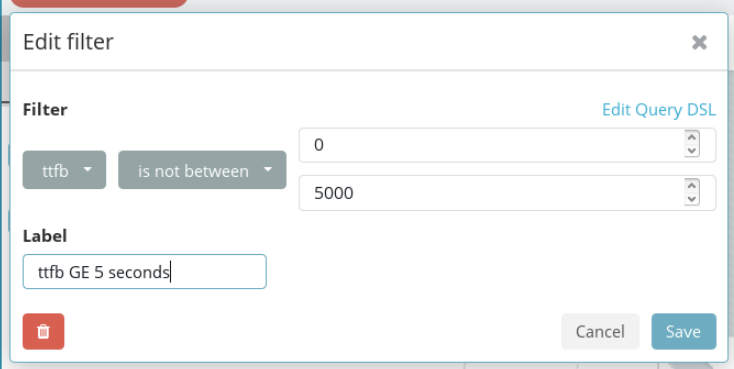 Edit filter
Filter
Edit Query DSL
ttfb
is not between
0
5000
Label
ttfb GE 5 seconds
Cancel
Save